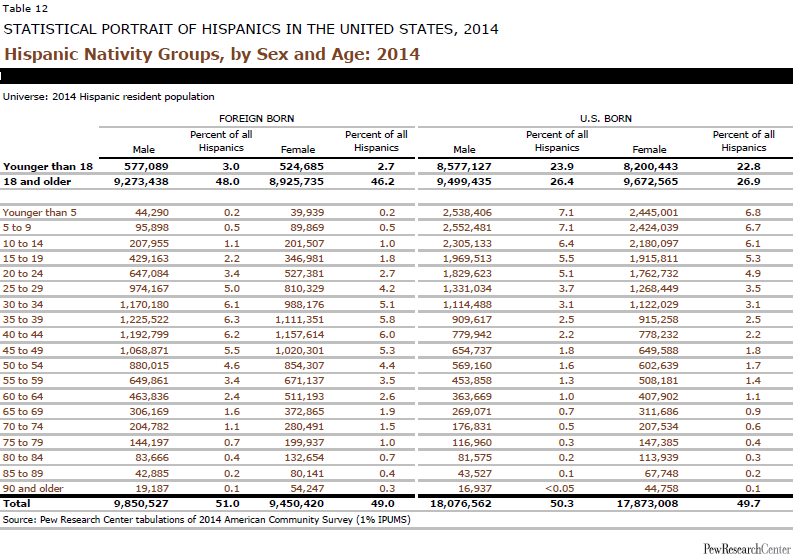 Table 12
STATISTICAL PORTRAIT OF HISPANICS IN THE UNITED STATES, 2014
Hispanic Nativity Groups, by Sex and Age: 2014
Universe: 2014 Hispanic resident population
FOREIGN BORN U.S. BORN
Male Percent of all Hispanics Female Percent of all Hispanics Male Percent of all Hispanics Female Percent of all Hispanics
Younger than 18 577,089 3.0 524,685 2.7 8,577,127 23.9 8,200,443 22.8
18 and older 9,273,438 48.0 8,925,735 46.2 9,499,435 26.4 9,672,565 26.9
Younger than 5 44,290 0.2 39,939 0.2 2,538,406 7.1 2,445,001 6.8
5 to 9 95,898 0.5 89,869 0.5 2,552,481 7.1 2,424,039 6.7
10 to 14 207,955 1.1 201,507 1.0 2,305,133 6.4 2,180,097 6.1
15 to 19 429,163 2.2 346,981 1.8 1,969,513 5.5 1,915,811 5.3
20 to 24 647,084 3.4 527,381 2.7 1,829,623 5.1 1,762,732 4.9
25 to 29 974,167 5.0 810,329 4.2 1,331,034 3.7 1,268,449 3.5
30 to 34 1,170,180 6.1 988,176 5.1 1,114,488 3.1 1,122,029 3.1
35 to 39 1,225,522 6.3 1,111,351 5.8 909,617 2.5 915,258 2.5
40 to 44 1,192,799 6.2 1,157,614 6.0 779,942 2.2 778,232 2.2
45 to 49 1,068,871 5.5 1,020,301 5.3 654,737 1.8 649,588 1.8
50 to 54 880,015 4.6 854,307 4.4 569,160 1.6 602,639 1.7
55 to 59 649,861 3.4 671,137 3.5 453,858 1.3 508,181 1.4
60 to 64 463,836 2.4 511,193 2.6 363,669 1.0 407,902 1.1
65 to 69 306,169 1.6 372,865 1.9 269,071 0.7 311,686 0.9
70 to 74 204,782 1.1 280,491 1.5 176,831 0.5 207,534 0.6
75 to 79 144,197 0.7 199,937 1.0 116,960 0.3 147,385 0.4
80 to 84 83,666 0.4 132,654 0.7 81,575 0.2 113,939 0.3
85 to 89 42,885 0.2 80,141 0.4 43,527 0.1 67,748 0.2
90 and older 19,187 0.1 54,247 0.3 16,937 <0.05 44,758 0.1
Total 9,850,527 51.0 9,450,420 49.0 18,076,562 50.3 17,873,008 49.7
Source: Pew Research Center tabulations of 2014 American Community Survey (1% IPUMS)
PewResearchCenter